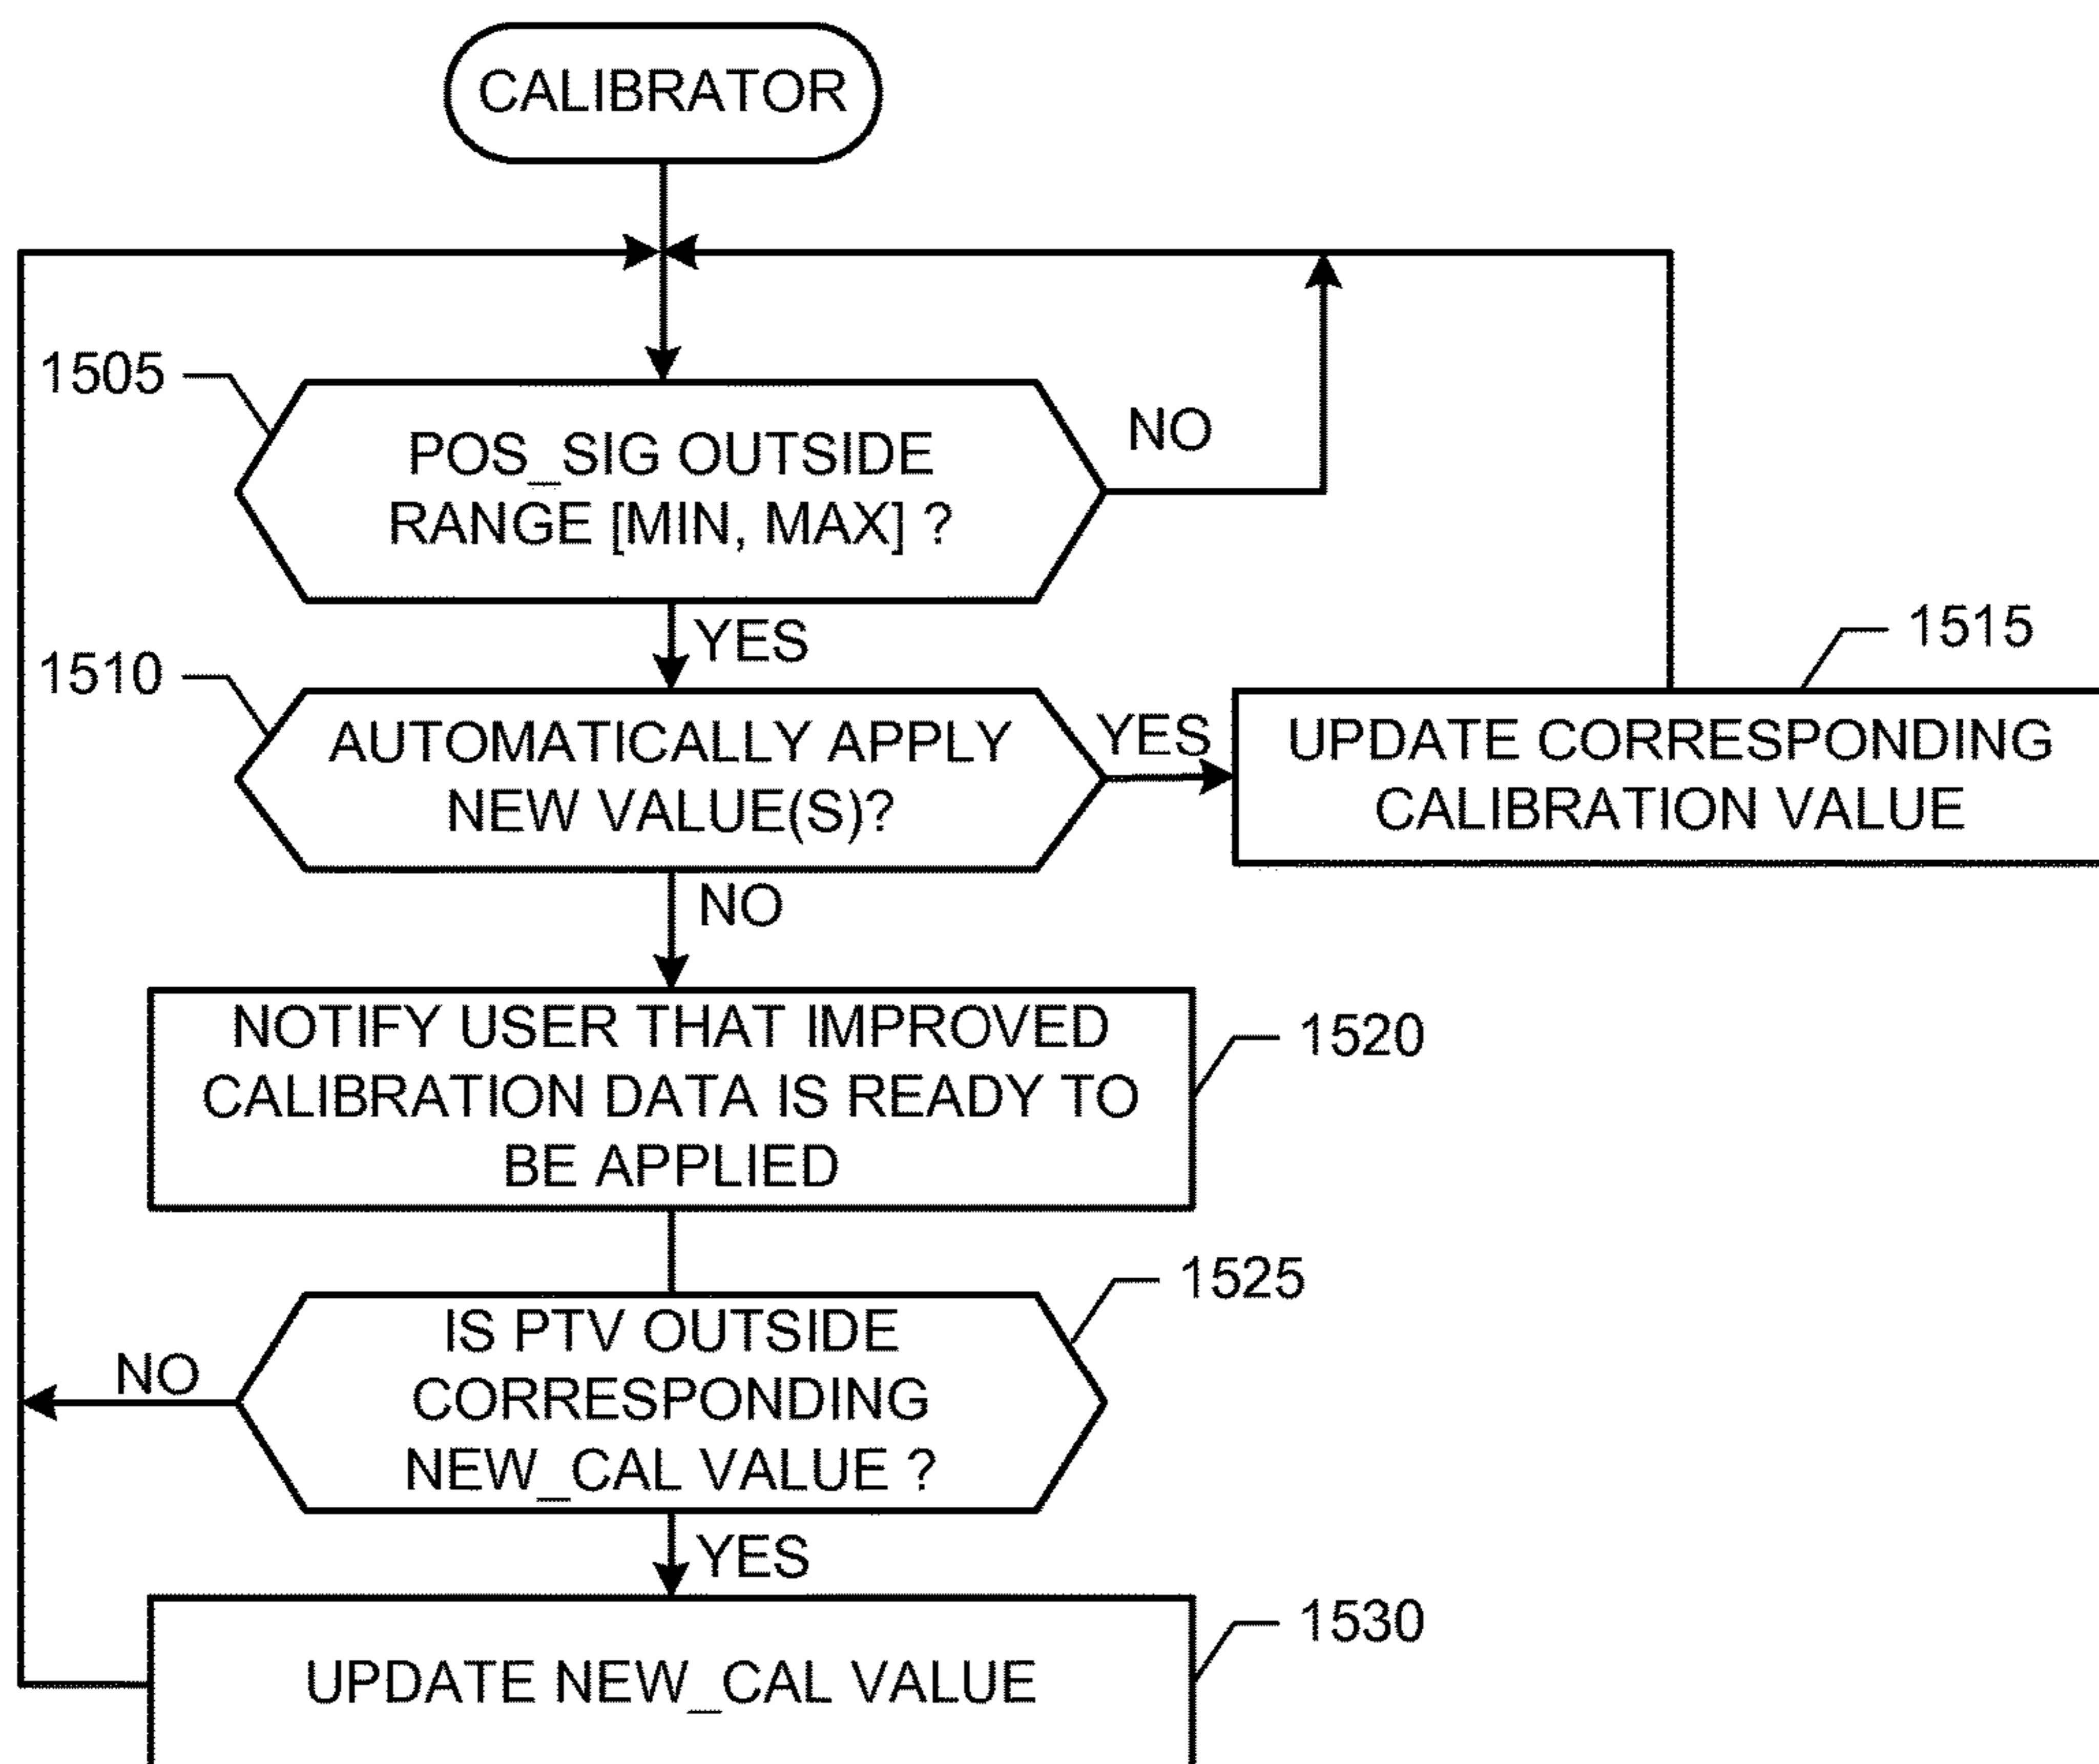 CALIBRATOR
1505
POS_SIG OUTSIDE
RANGE [MIN, MAX] ?
NO
YES
1510
AUTOMATICALLY APPLY
NEW VALUE(S)?
YES
1515
UPDATE CORRESPONDING
CALIBRATION VALUE
NO
NOTIFY USER THAT IMPROVED
CALIBRATION DATA IS READY TO
BE APPLIED
1520
1525
IS PTV OUTSIDE
CORRESPONDING
NEW_CAL VALUE ?
NO
YES
1530
UPDATE NEW_CAL VALUE